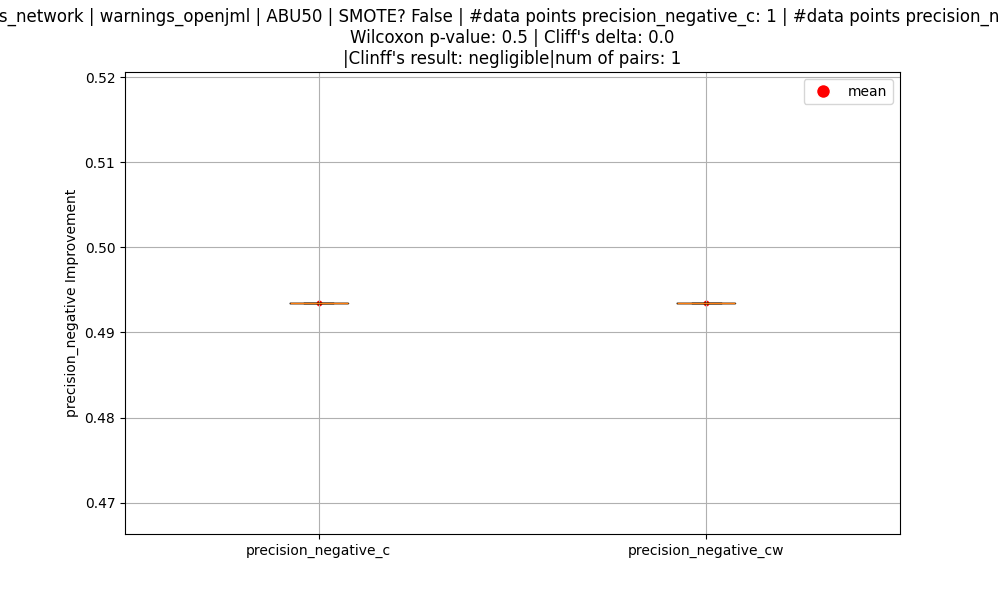 s_network | warnings_openjml | ABU50 | SMOTE? False | #data points precision_negative_c: 1 | #data points precision_n
Wilcoxon p-value: 0.5 | Cliff's delta: 0.0
|Clinff's result: negligible|num of pairs: 1
mean
0.52
0.51
0.50
0.49
0.48
0.47
precision_negative Improvement
precision_negative_c
precision_negative_cw